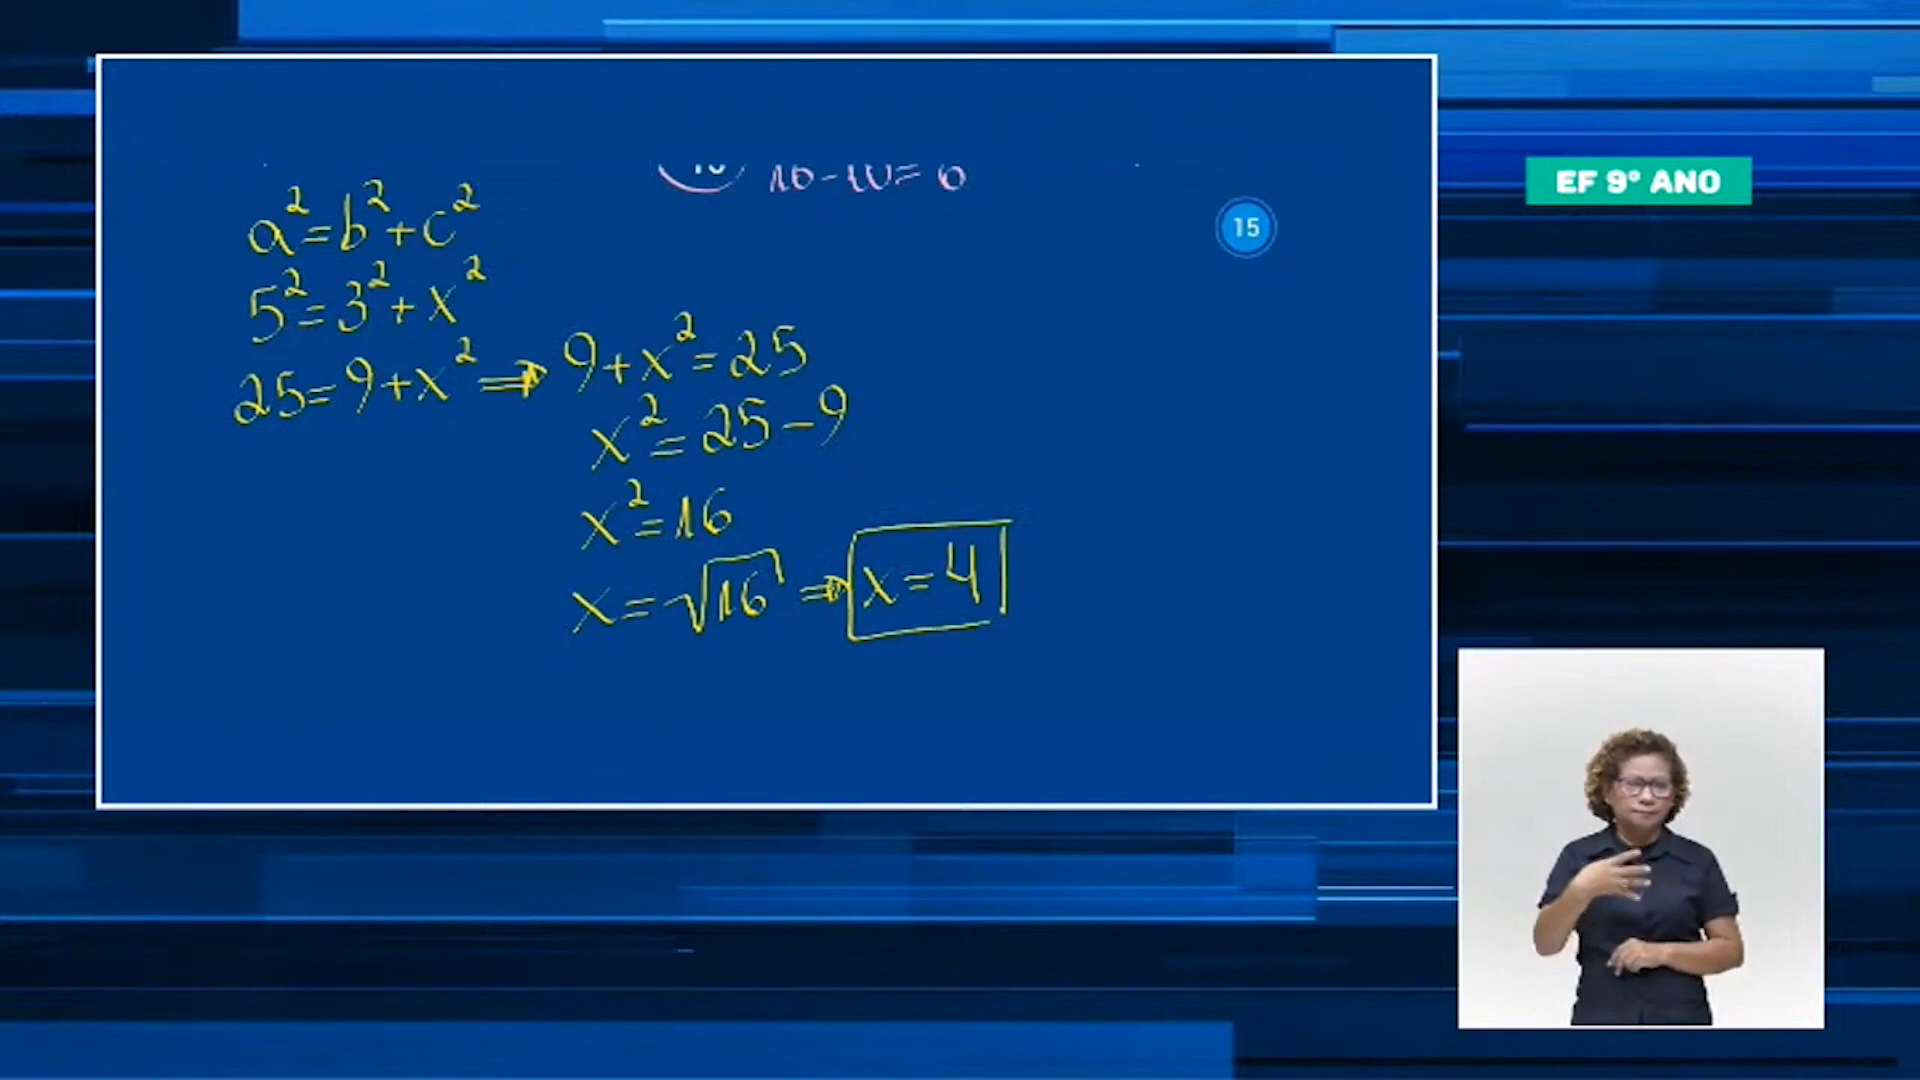 EF 9º ANO
15
a² = b² + c²
5² = 3² + x²
25 = 9 + x² ⇒ 9 + x² = 25
x² = 25 - 9
x² = 16
x = √16 ⇒ x = 4